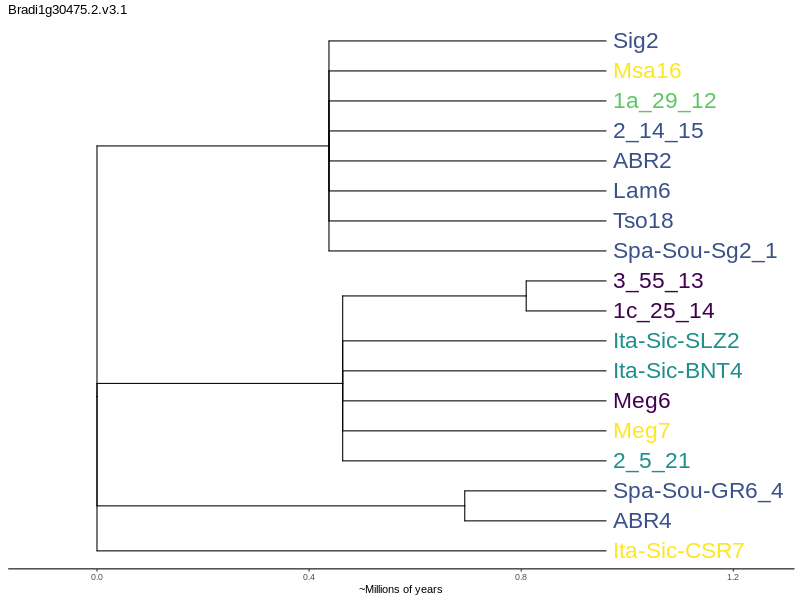 Bradi1g30475.2.v3.1
Sig2
Msa16
1a_29_12
2_14_15
ABR2
Lam6
Tso18
Spa-Sou-Sg2_1
3_55_13
1c_25_14
Ita-Sic-SLZ2
Ita-Sic-BNT4
Meg6
Meg7
2_5_21
Spa-Sou-GR6_4
ABR4
Ita-Sic-CSR7
0.0 0.4 0.8 1.2
~Millions of years